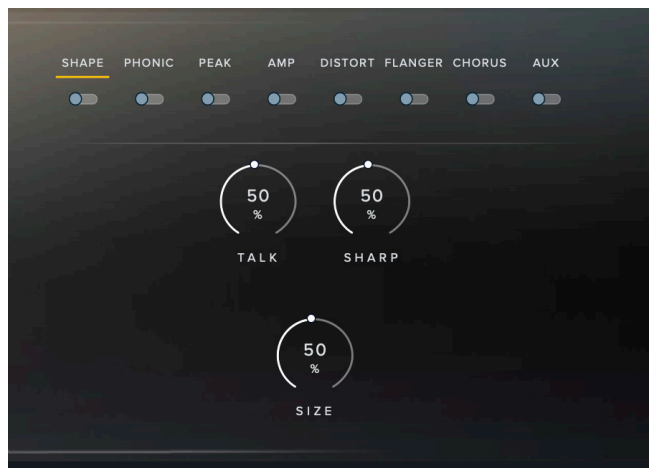 SHAPE PHONIC PEAK AMP DISTORT FLANGER CHORUS AUX
50 50
% %
TALK SHARP
50
%
SIZE